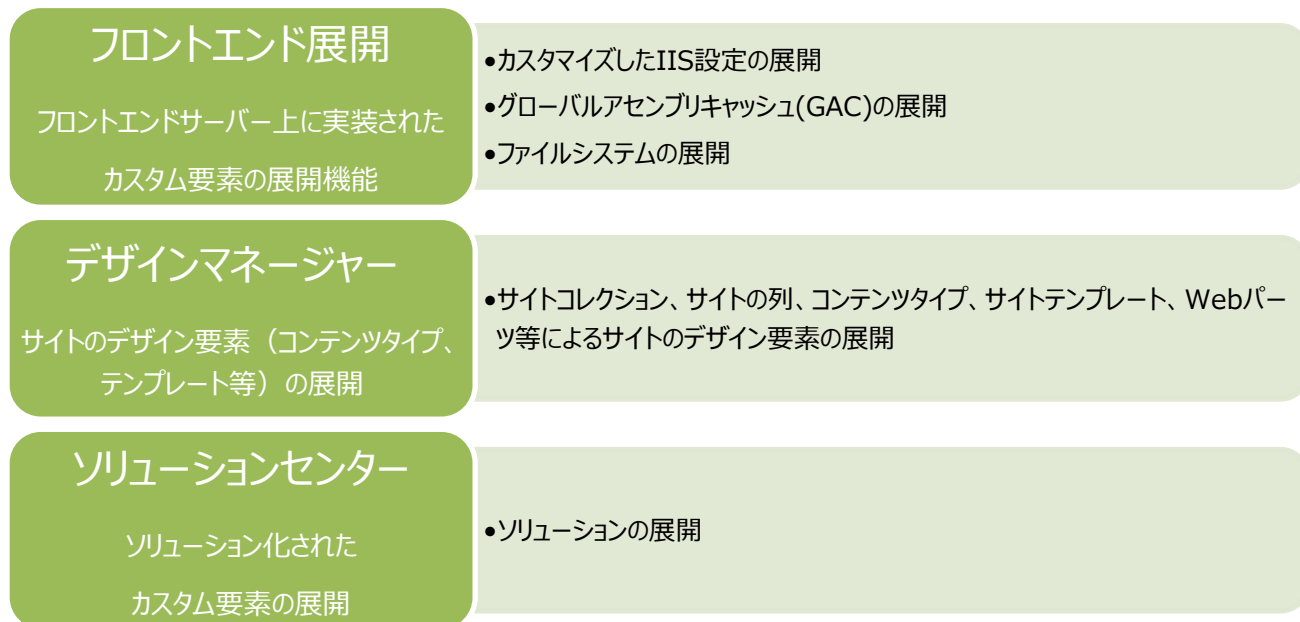 フロントエンド展開
フロントエンドサーバー上に実装された
カスタム要素の展開機能
•カスタマイズしたIIS設定の展開
•グローバルアセンブリキャッシュ(GAC)の展開
•ファイルシステムの展開
デザインマネージャー
サイトのデザイン要素（コンテンツタイプ、
テンプレート等）の展開
•サイトコレクション、サイトの列、コンテンツタイプ、サイトテンプレート、Webパー
ツ等によるサイトのデザイン要素の展開
ソリューションセンター
ソリューション化された
カスタム要素の展開
•ソリューションの展開